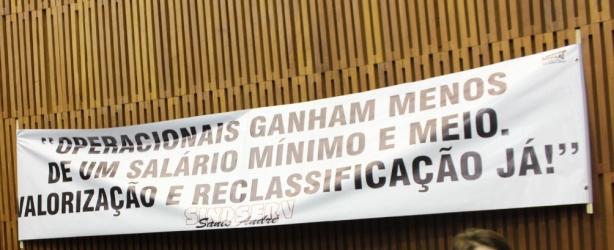 "OPERACIONAIS GANHAM MENOS
DE UM SALÁRIO MÍNIMO E MEIO.
VALORIZAÇÃO E RECLASSIFICAÇÃO JÁ!"
SINDSERV
Santo André